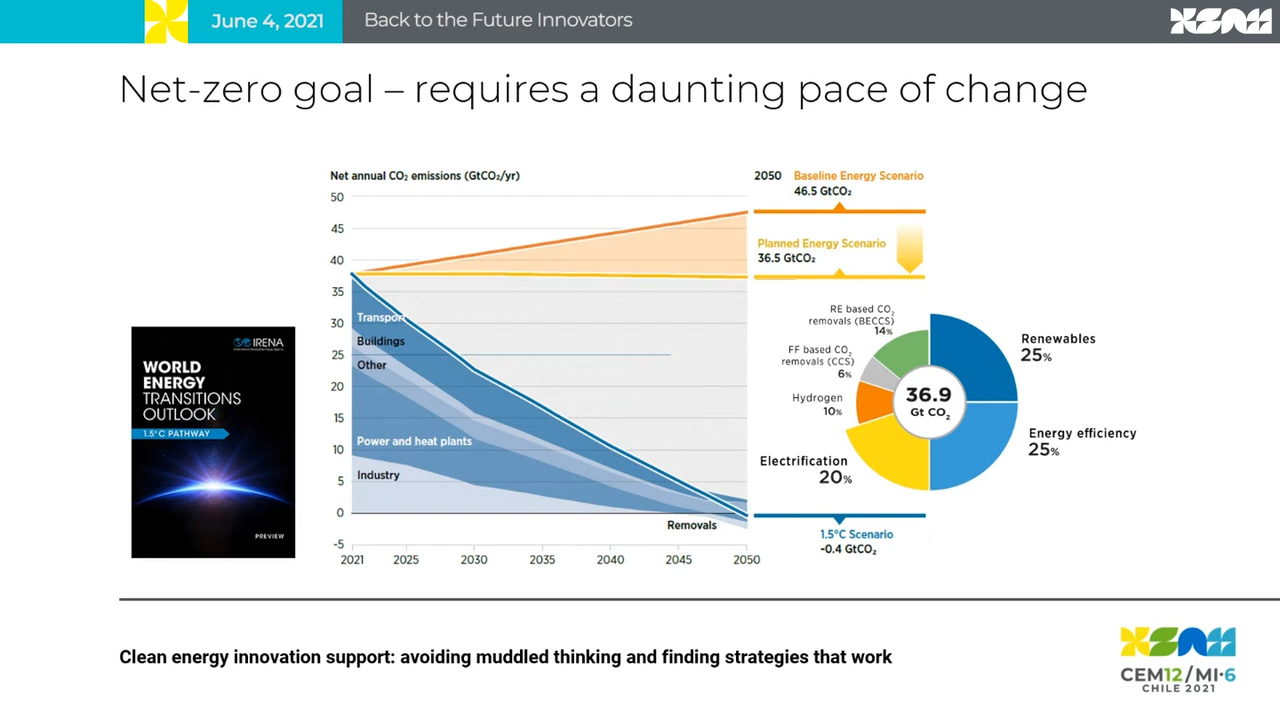 June 4, 2021
Back to the Future Innovators
Net-zero goal – requires a daunting pace of change
IRENA
WORLD
ENERGY
TRANSITIONS
OUTLOOK
1.5°C PATHWAY
PREVIEW
Net annual CO₂ emissions (GtCO₂/yr)
50
45
40
35
30
25
20
15
10
5
0
-5
Transport
Buildings
Other
Power and heat plants
Industry
Removals
2021
2025
2030
2035
2040
2045
2050
2050 Baseline Energy Scenario
46.5 GtCO₂
Planned Energy Scenario
36.5 GtCO₂
RE based CO₂
removals (BECCS)
14%
FF based CO₂
removals (CCS)
6%
Hydrogen
10%
Electrification
20%
36.9
Gt CO₂
Renewables
25%
Energy efficiency
25%
1.5°C Scenario
-0.4 GtCO₂
Clean energy innovation support: avoiding muddled thinking and finding strategies that work
CEM12/MI·6
CHILE 2021